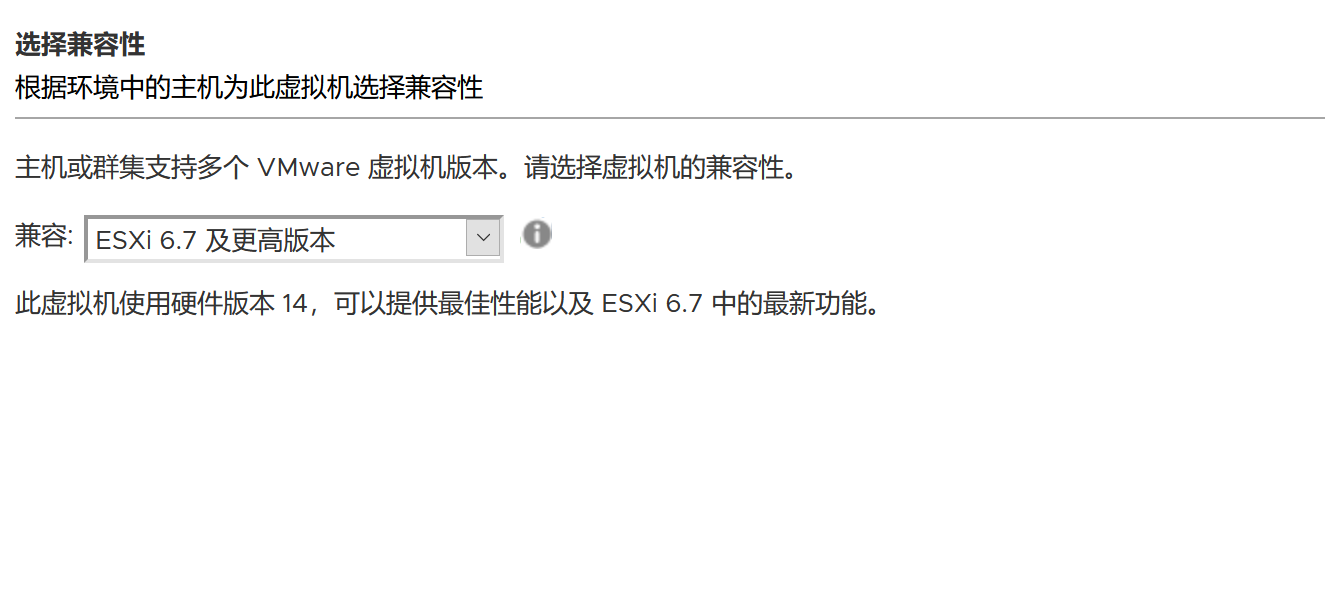 选择兼容性
根据环境中的主机为此虚拟机选择兼容性
主机或群集支持多个 VMware 虚拟机版本。请选择虚拟机的兼容性。
兼容: ESXi 6.7 及更高版本
此虚拟机使用硬件版本 14，可以提供最佳性能以及 ESXi 6.7 中的最新功能。